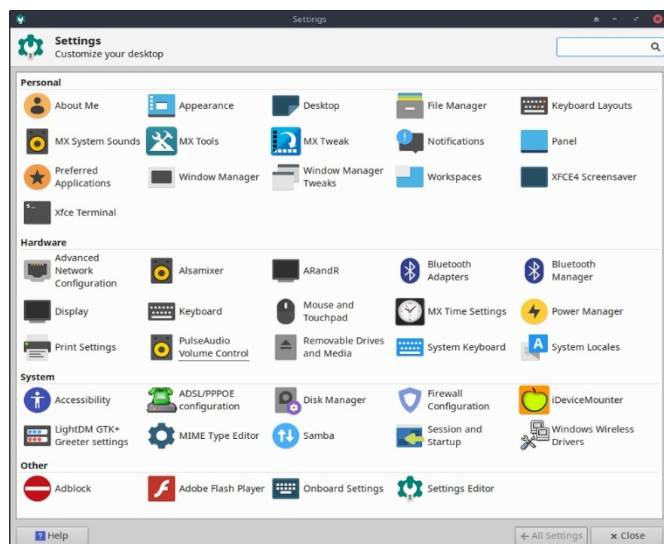 Settings
Settings
Customize your desktop
Personal
About Me
Appearance
Desktop
File Manager
Keyboard Layouts
MX System Sounds
MX Tools
MX Tweak
Notifications
Panel
Preferred
Applications
Window Manager
Window Manager
Tweaks
Workspaces
XFCE4 Screensaver
Xfce Terminal
Hardware
Advanced
Network
Configuration
Alsamixer
ARandR
Bluetooth
Adapters
Bluetooth
Manager
Display
Keyboard
Mouse and
Touchpad
MX Time Settings
Power Manager
Print Settings
PulseAudio
Volume Control
Removable Drives
and Media
System Keyboard
System Locales
System
Accessibility
ADSL/PPPOE
configuration
Disk Manager
Firewall
Configuration
iDeviceMounter
LightDM GTK+
Greeter settings
MIME Type Editor
Samba
Session and
Startup
Windows Wireless
Drivers
Other
Adblock
Adobe Flash Player
Onboard Settings
Settings Editor
Help
All Settings
Close